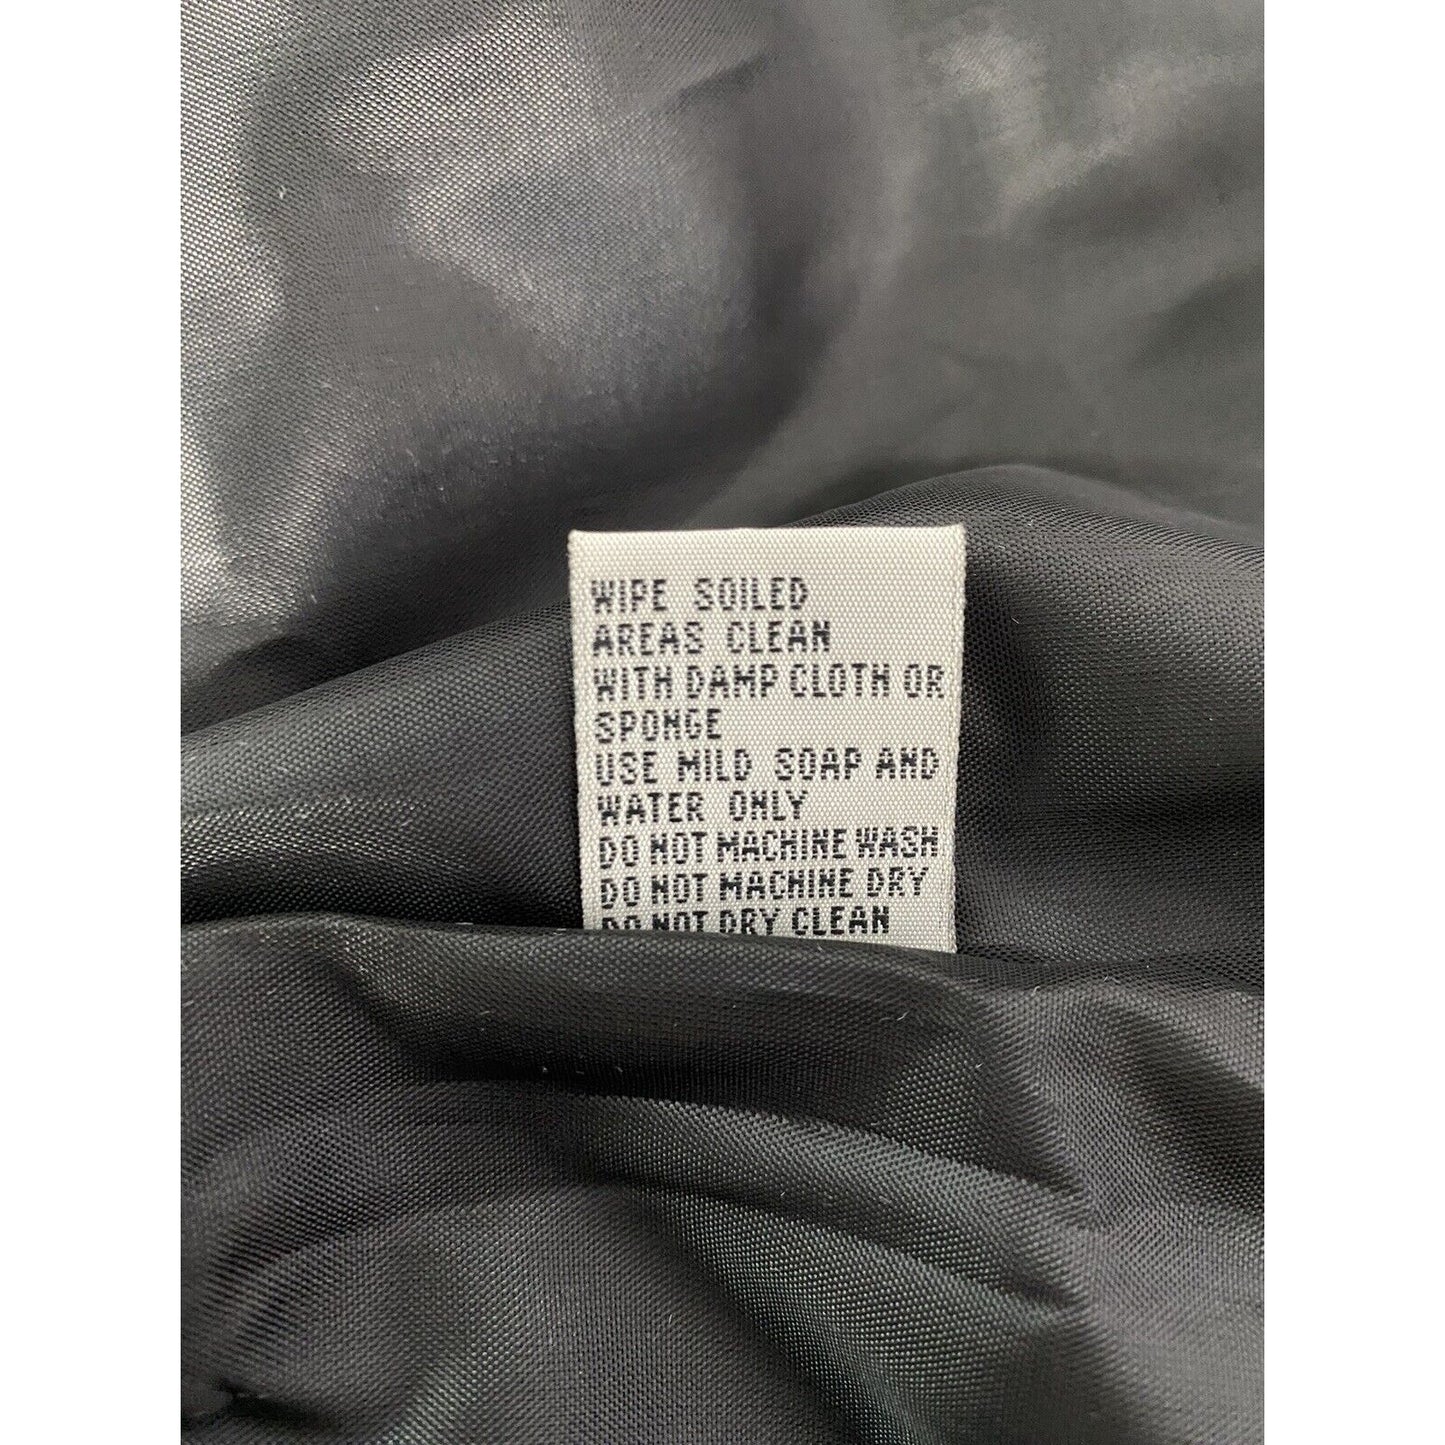 WIPE SOILED
AREAS CLEAN
WITH DAMP CLOTH OR
SPONGE
USE MILD SOAP AND
WATER ONLY
DO NOT MACHINE WASH
DO NOT MACHINE DRY
DO NOT DRY CLEAN